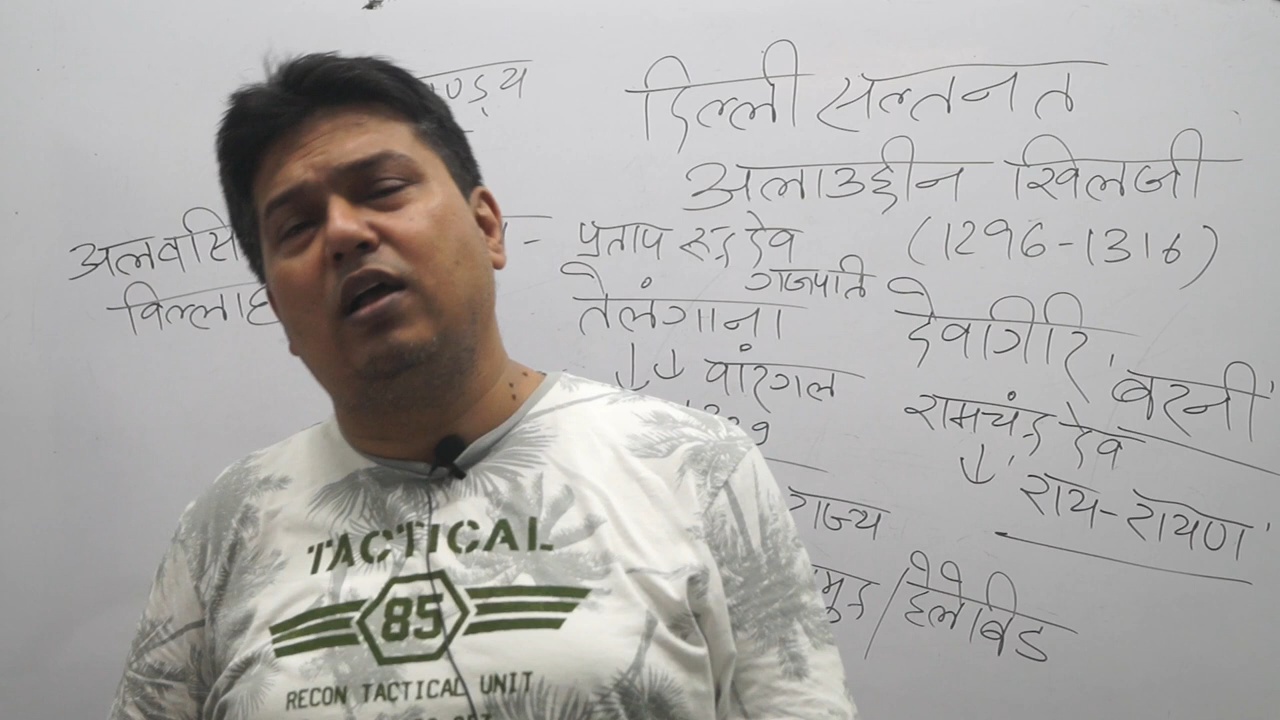 दिल्ली सल्तनत
अलाउद्दीन खिलजी
(1296-1316)
प्रताप रूद्र देव
गजपति
तेलंगाना
वारंगल
देवगिरि
'बरनी'
रामचंद्र देव
राय-रायण'
राज्य
हेलेबिड
TACTICAL
85
RECON TACTICAL UNIT